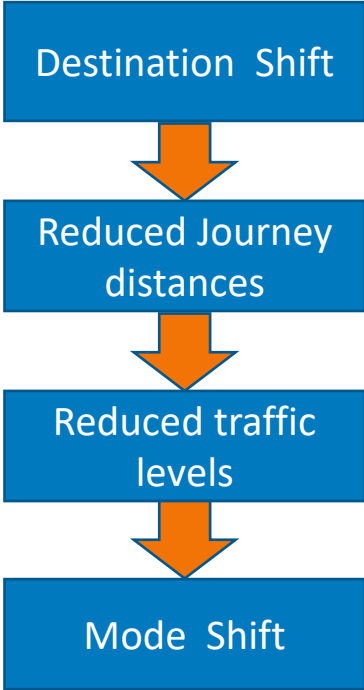 Destination  Shift
Reduced Journey
distances
Reduced traffic
levels
Mode  Shift